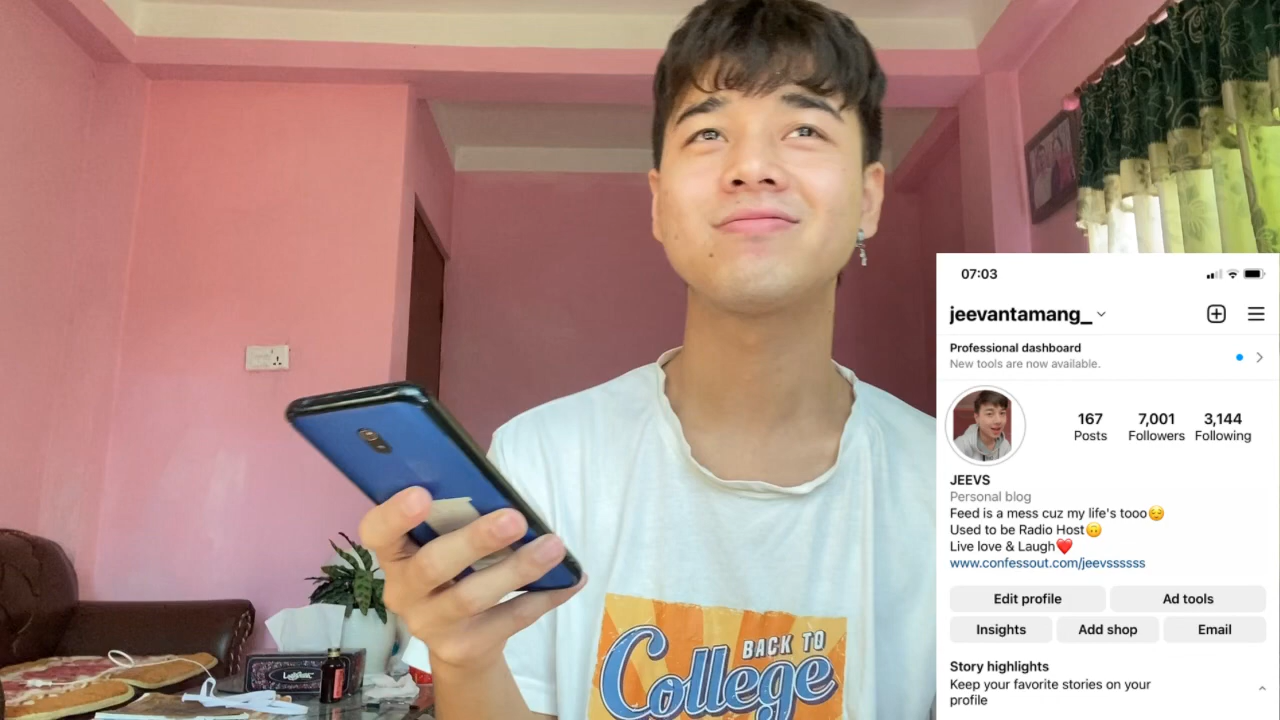 BACK TO
College
07:03
jeevantamang_
Professional dashboard
New tools are now available.
167
Posts
7,001
Followers
3,144
Following
JEEVS
Personal blog
Feed is a mess cuz my life's tooo😔
Used to be Radio Host🙃
Live love & Laugh❤️
www.confessout.com/jeevssssss
Edit profile
Ad tools
Insights
Add shop
Email
Story highlights
Keep your favorite stories on your
profile